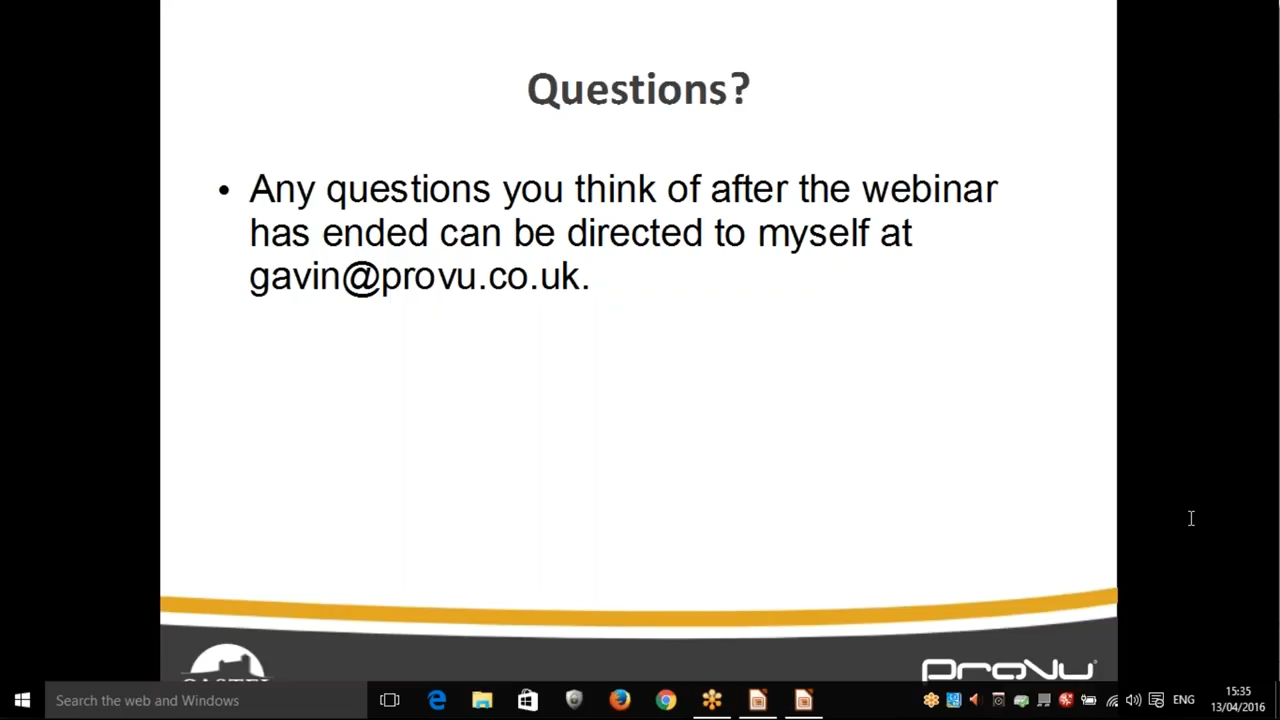 Questions?
• Any questions you think of after the webinar
has ended can be directed to myself at
gavin@provu.co.uk.
CASTEL
ProVu
Search the web and Windows
ENG
15:35
13/04/2016